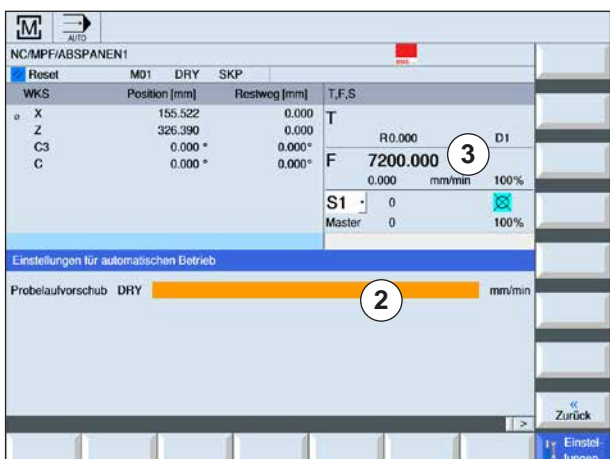 M
AUTO
NC/MPF/ABSPANEN1
Reset M01 DRY SKP
WKS Position [mm] Restweg [mm] T,F,S
X 155.522 0.000
Z 326.390 0.000
C3 0.000 ° 0.000°
C 0.000 ° 0.000°
T
R0.000 D1
F 7200.000 3
0.000 mm/min 100%
S1 0
Master 0 100%
Einstellungen für automatischen Betrieb
Probelaufvorschub DRY 2 mm/min
>
« Zurück
Einstel-
lungen